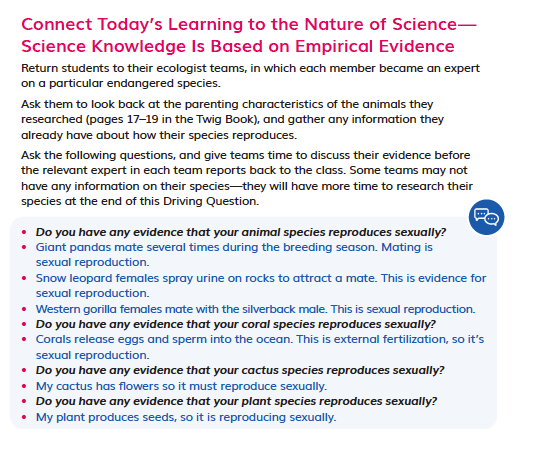 Connect Today's Learning to the Nature of Science—
Science Knowledge Is Based on Empirical Evidence
Return students to their ecologist teams, in which each member became an expert
on a particular endangered species.
Ask them to look back at the parenting characteristics of the animals they
researched (pages 17–19 in the Twig Book), and gather any information they
already have about how their species reproduces.
Ask the following questions, and give teams time to discuss their evidence before
the relevant expert in each team reports back to the class. Some teams may not
have any information on their species—they will have more time to research their
species at the end of this Driving Question.
• Do you have any evidence that your animal species reproduces sexually?
• Giant pandas mate several times during the breeding season. Mating is
sexual reproduction.
• Snow leopard females spray urine on rocks to attract a mate. This is evidence for
sexual reproduction.
• Western gorilla females mate with the silverback male. This is sexual reproduction.
• Do you have any evidence that your coral species reproduces sexually?
• Corals release eggs and sperm into the ocean. This is external fertilization, so it's
sexual reproduction.
• Do you have any evidence that your cactus species reproduces sexually?
• My cactus has flowers so it must reproduce sexually.
• Do you have any evidence that your plant species reproduces sexually?
• My plant produces seeds, so it is reproducing sexually.